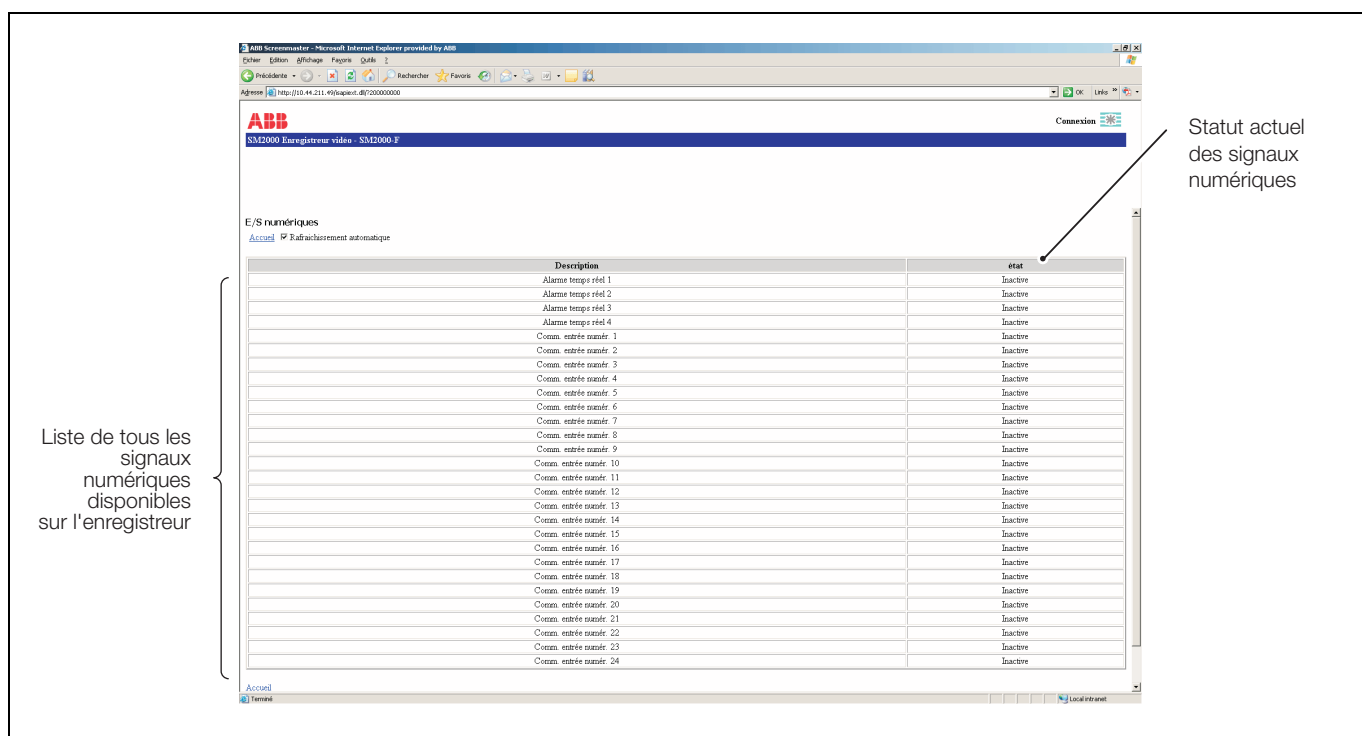 ABB Screenmaster - Microsoft Internet Explorer provided by ABB
Fichier Edition Affichage Favoris Outils ?
Précédente Rechercher Favoris
Adresse http://10.44.211.49/isapiext.dll?200000000 OK Links »
ABB
Connexion
SM2000 Enregistreur vidéo - SM2000-F
Statut actuel
des signaux
numériques
E/S numériques
Accueil Rafraichissement automatique
Description état
Alarme temps réel 1 Inactive
Alarme temps réel 2 Inactive
Alarme temps réel 3 Inactive
Alarme temps réel 4 Inactive
Comm. entrée numér. 1 Inactive
Comm. entrée numér. 2 Inactive
Comm. entrée numér. 3 Inactive
Comm. entrée numér. 4 Inactive
Comm. entrée numér. 5 Inactive
Comm. entrée numér. 6 Inactive
Comm. entrée numér. 7 Inactive
Comm. entrée numér. 8 Inactive
Comm. entrée numér. 9 Inactive
Comm. entrée numér. 10 Inactive
Comm. entrée numér. 11 Inactive
Comm. entrée numér. 12 Inactive
Comm. entrée numér. 13 Inactive
Comm. entrée numér. 14 Inactive
Comm. entrée numér. 15 Inactive
Comm. entrée numér. 16 Inactive
Comm. entrée numér. 17 Inactive
Comm. entrée numér. 18 Inactive
Comm. entrée numér. 19 Inactive
Comm. entrée numér. 20 Inactive
Comm. entrée numér. 21 Inactive
Comm. entrée numér. 22 Inactive
Comm. entrée numér. 23 Inactive
Comm. entrée numér. 24 Inactive
Liste de tous les
signaux
numériques
disponibles
sur l'enregistreur
Accueil
Terminé Local intranet